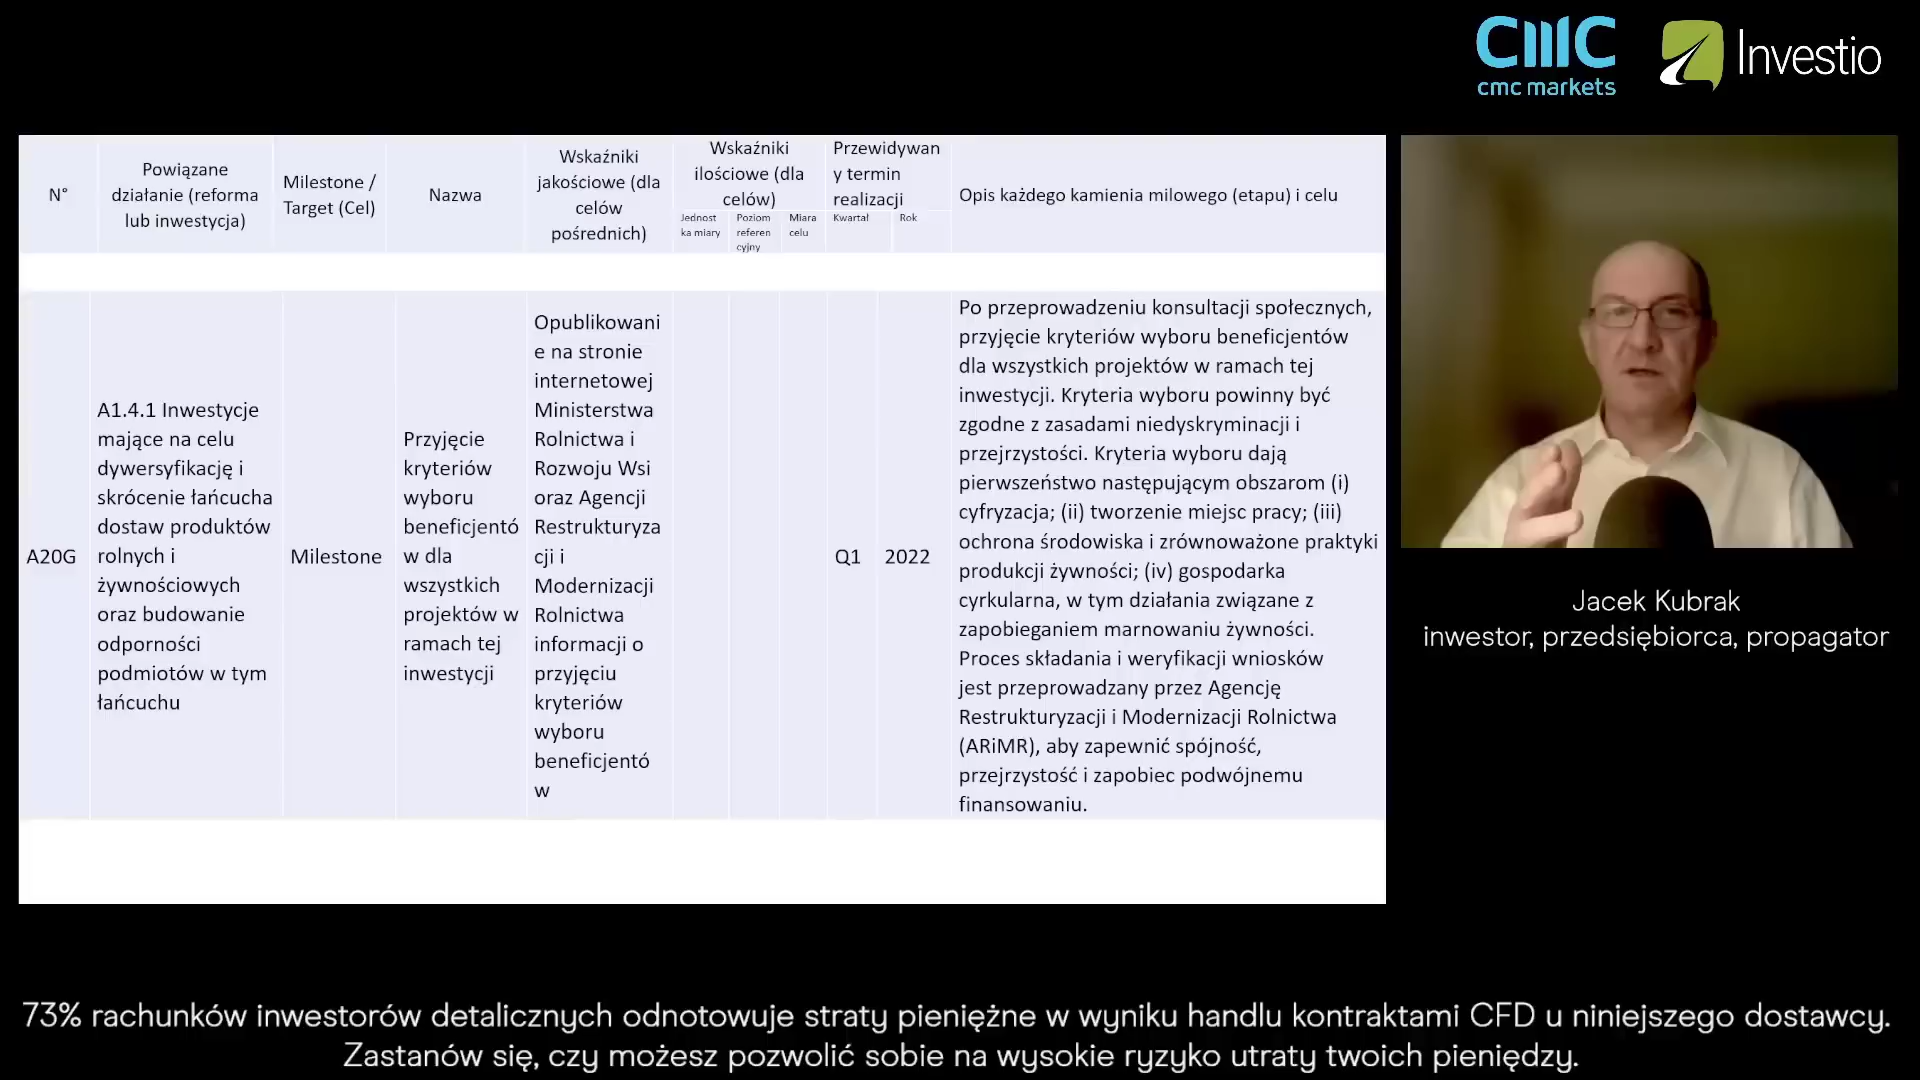 CMC
cmc markets
Investio
N°
Powiązane
działanie (reforma
lub inwestycja)
Milestone /
Target (Cel)
Nazwa
Wskaźniki
jakościowe (dla
celów
pośrednich)
Wskaźniki
ilościowe (dla
celów)
Jednost
ka miary
Poziom
referen
cyjny
Miara
celu
Przewidywan
y termin
realizacji
Kwartał
Rok
Opis każdego kamienia milowego (etapu) i celu
A20G
A1.4.1 Inwestycje
mające na celu
dywersyfikację i
skrócenie łańcucha
dostaw produktów
rolnych i
żywnościowych
oraz budowanie
odporności
podmiotów w tym
łańcuchu
Milestone
Przyjęcie
kryteriów
wyboru
beneficjentó
w dla
wszystkich
projektów w
ramach tej
inwestycji
Opublikowani
e na stronie
internetowej
Ministerstwa
Rolnictwa i
Rozwoju Wsi
oraz Agencji
Restrukturyza
cji i
Modernizacji
Rolnictwa
informacji o
przyjęciu
kryteriów
wyboru
beneficjentó
w
Q1
2022
Po przeprowadzeniu konsultacji społecznych,
przyjęcie kryteriów wyboru beneficjentów
dla wszystkich projektów w ramach tej
inwestycji. Kryteria wyboru powinny być
zgodne z zasadami niedyskryminacji i
przejrzystości. Kryteria wyboru dają
pierwszeństwo następującym obszarom (i)
cyfryzacja; (ii) tworzenie miejsc pracy; (iii)
ochrona środowiska i zrównoważone praktyki
produkcji żywności; (iv) gospodarka
cyrkularna, w tym działania związane z
zapobieganiem marnowaniu żywności.
Proces składania i weryfikacji wniosków
jest przeprowadzany przez Agencję
Restrukturyzacji i Modernizacji Rolnictwa
(ARiMR), aby zapewnić spójność,
przejrzystość i zapobiec podwójnemu
finansowaniu.
Jacek Kubrak
inwestor, przedsiębiorca, propagator
73% rachunków inwestorów detalicznych odnotowuje straty pieniężne w wyniku handlu kontraktami CFD u niniejszego dostawcy.
Zastanów się, czy możesz pozwolić sobie na wysokie ryzyko utraty twoich pieniędzy.